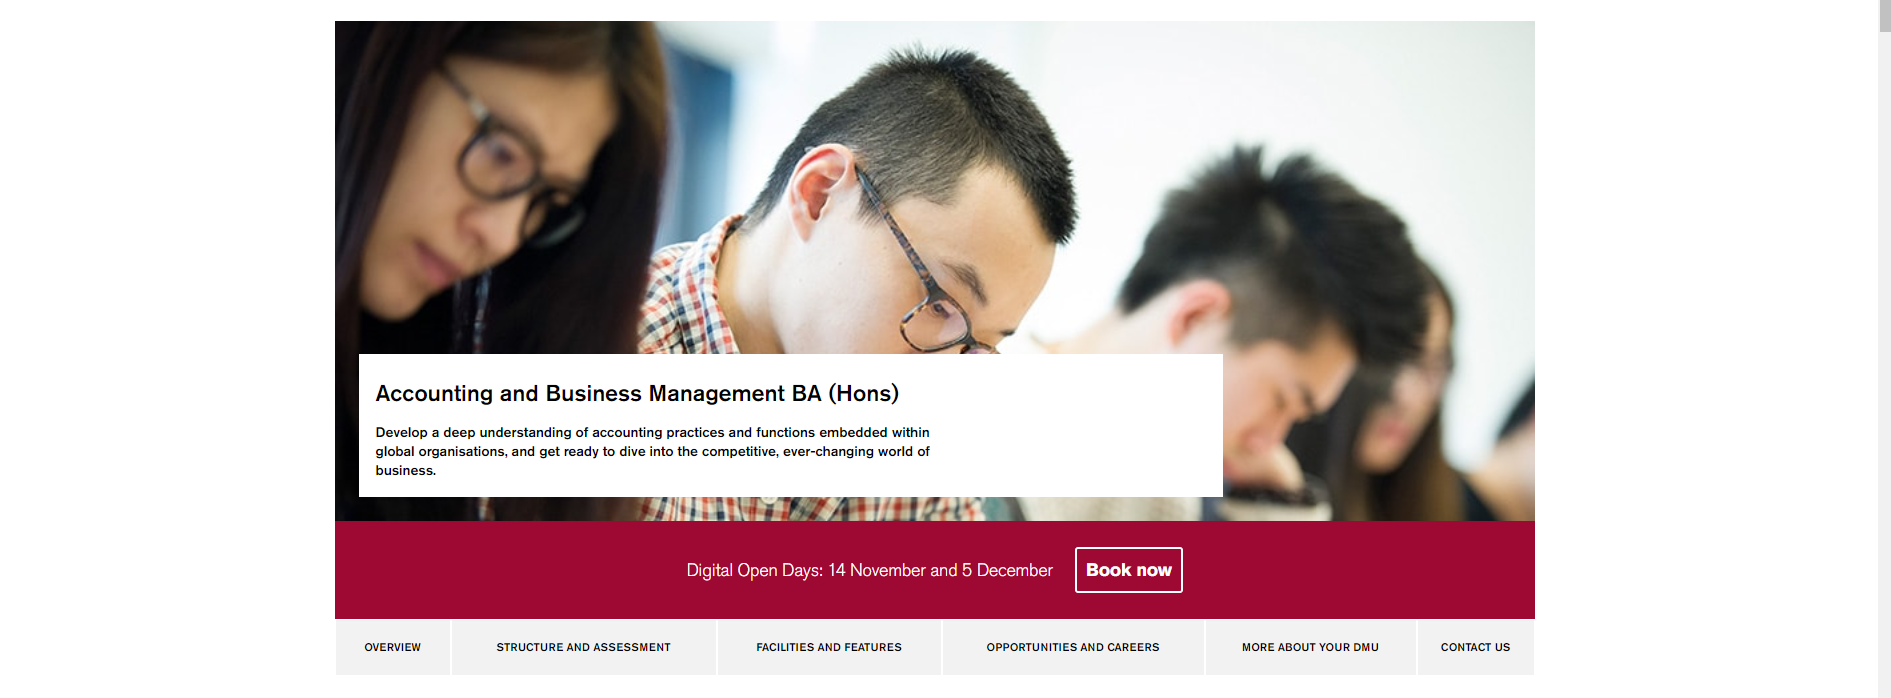 Accounting and Business Management BA (Hons)
Develop a deep understanding of accounting practices and functions embedded within
global organisations, and get ready to dive into the competitive, ever-changing world of
business.
Digital Open Days: 14 November and 5 December
Book now
OVERVIEW
STRUCTURE AND ASSESSMENT
FACILITIES AND FEATURES
OPPORTUNITIES AND CAREERS
MORE ABOUT YOUR DMU
CONTACT US